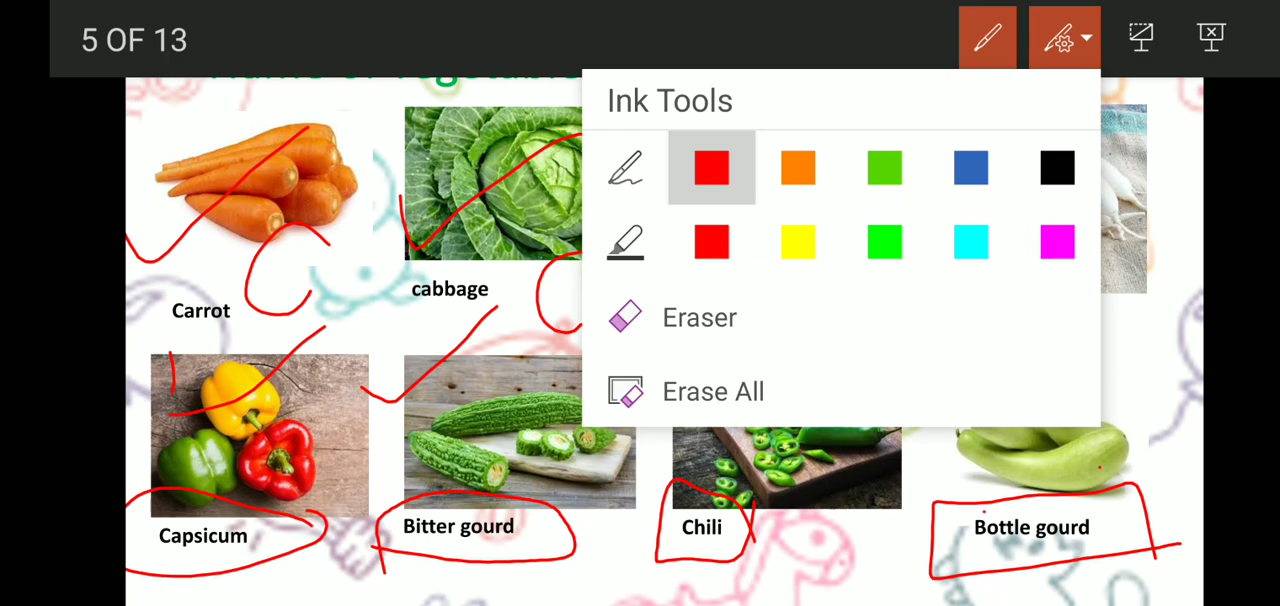 5 OF 13
Ink Tools
Eraser
Erase All
Carrot
cabbage
Capsicum
Bitter gourd
Chili
Bottle gourd